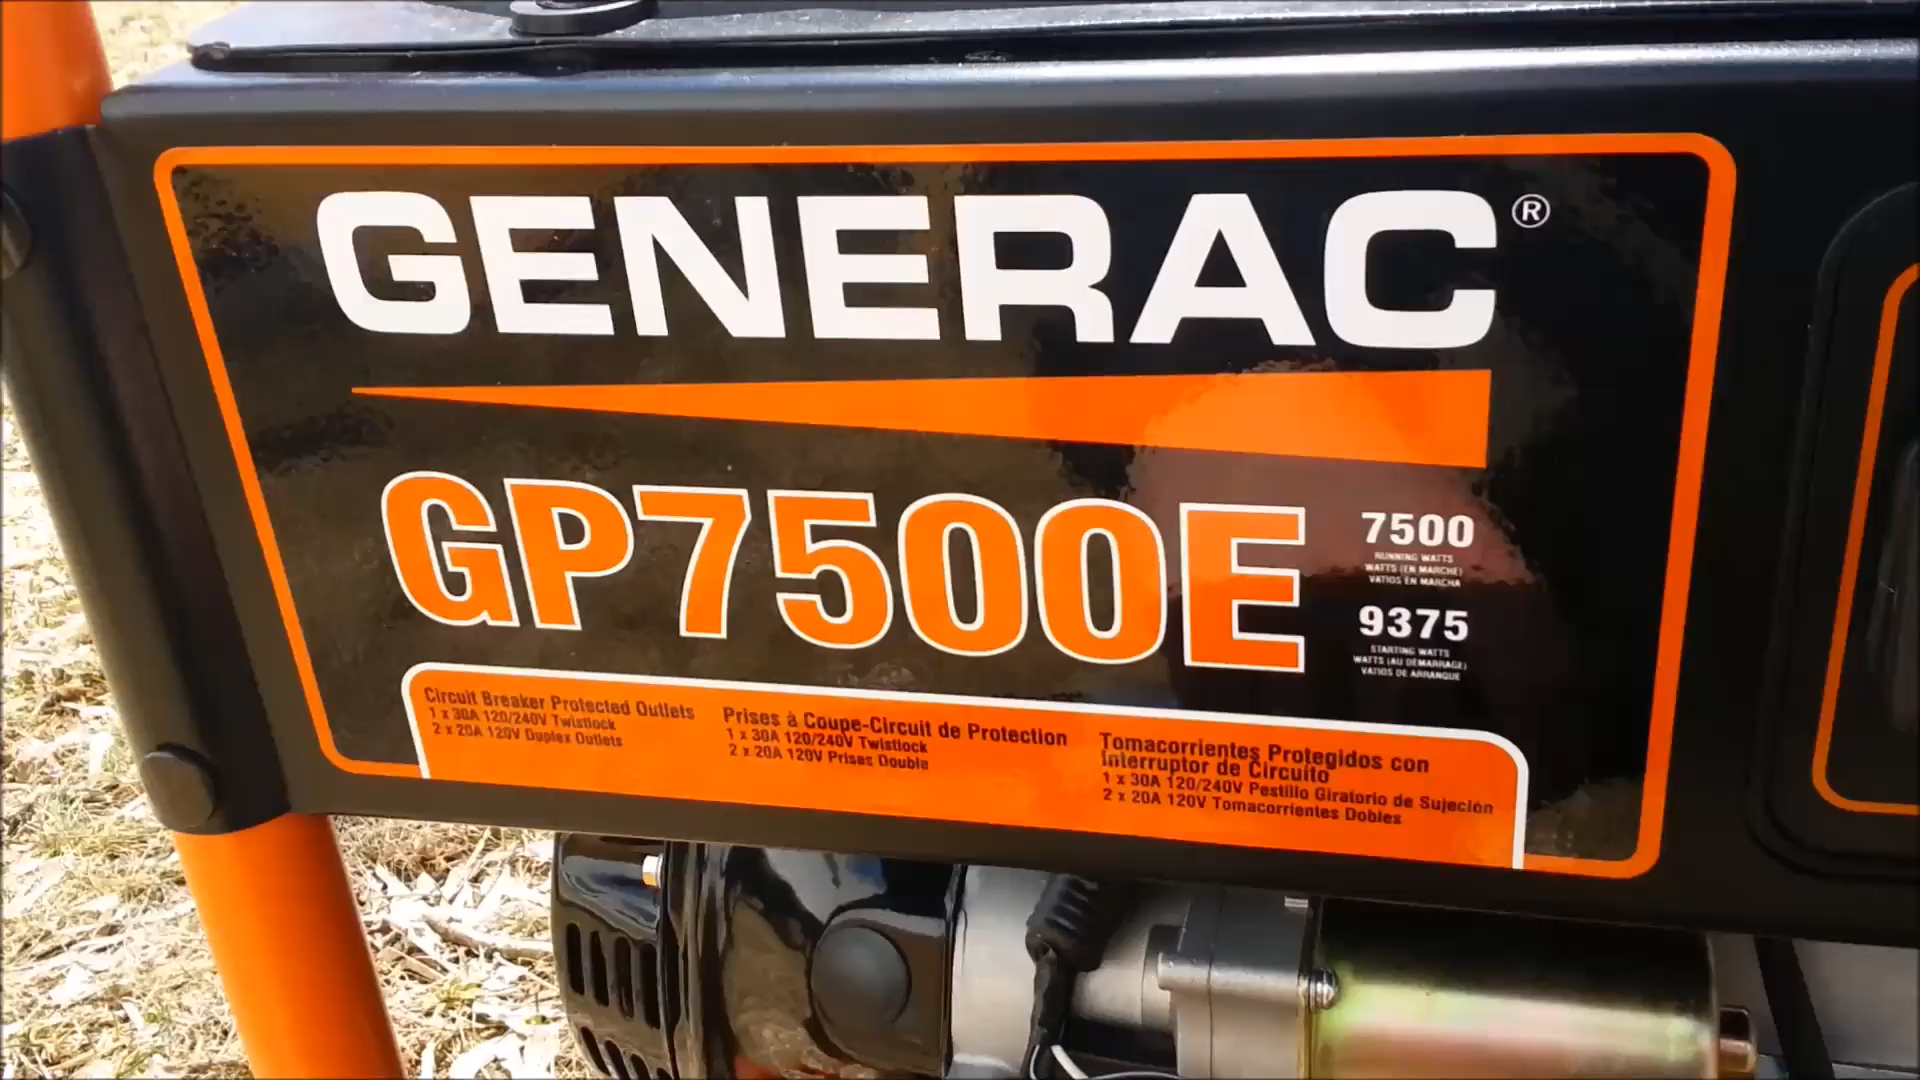 GENERAC®
GP7500E
7500
RUNNING WATTS
WATTS (EN MARCHE)
VATIOS EN MARCHA
9375
STARTING WATTS
WATTS (AU DEMARRAGE)
VATIOS DE ARRANQUE
Circuit Breaker Protected Outlets
1 x 30A 120/240V Twistlock
2 x 20A 120V Duplex Outlets
Prises à Coupe-Circuit de Protection
1 x 30A 120/240V Twistlock
2 x 20A 120V Prises Double
Tomacorrientes Protegidos con
Interruptor de Circuito
1 x 30A 120/240V Pestillo Giratorio de Sujeción
2 x 20A 120V Tomacorrientes Dobles